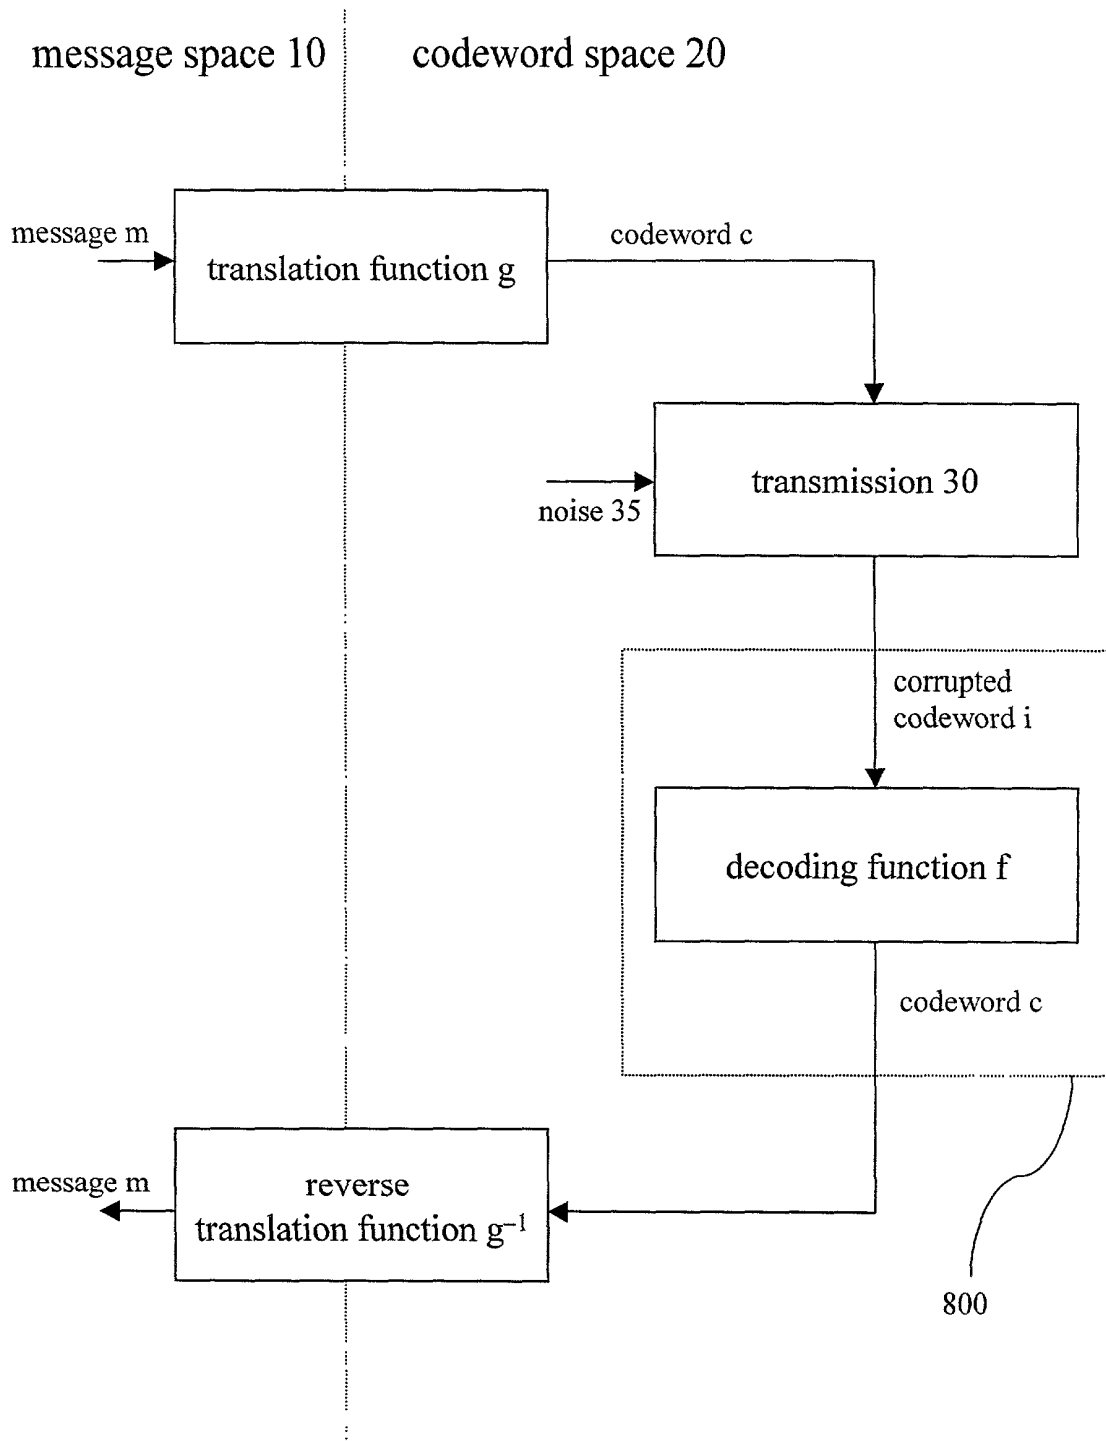 message space 10
codeword space 20
message m
translation function g
codeword c
transmission 30
noise 35
corrupted
codeword i
decoding function f
codeword c
message m
reverse
translation function g⁻¹
800